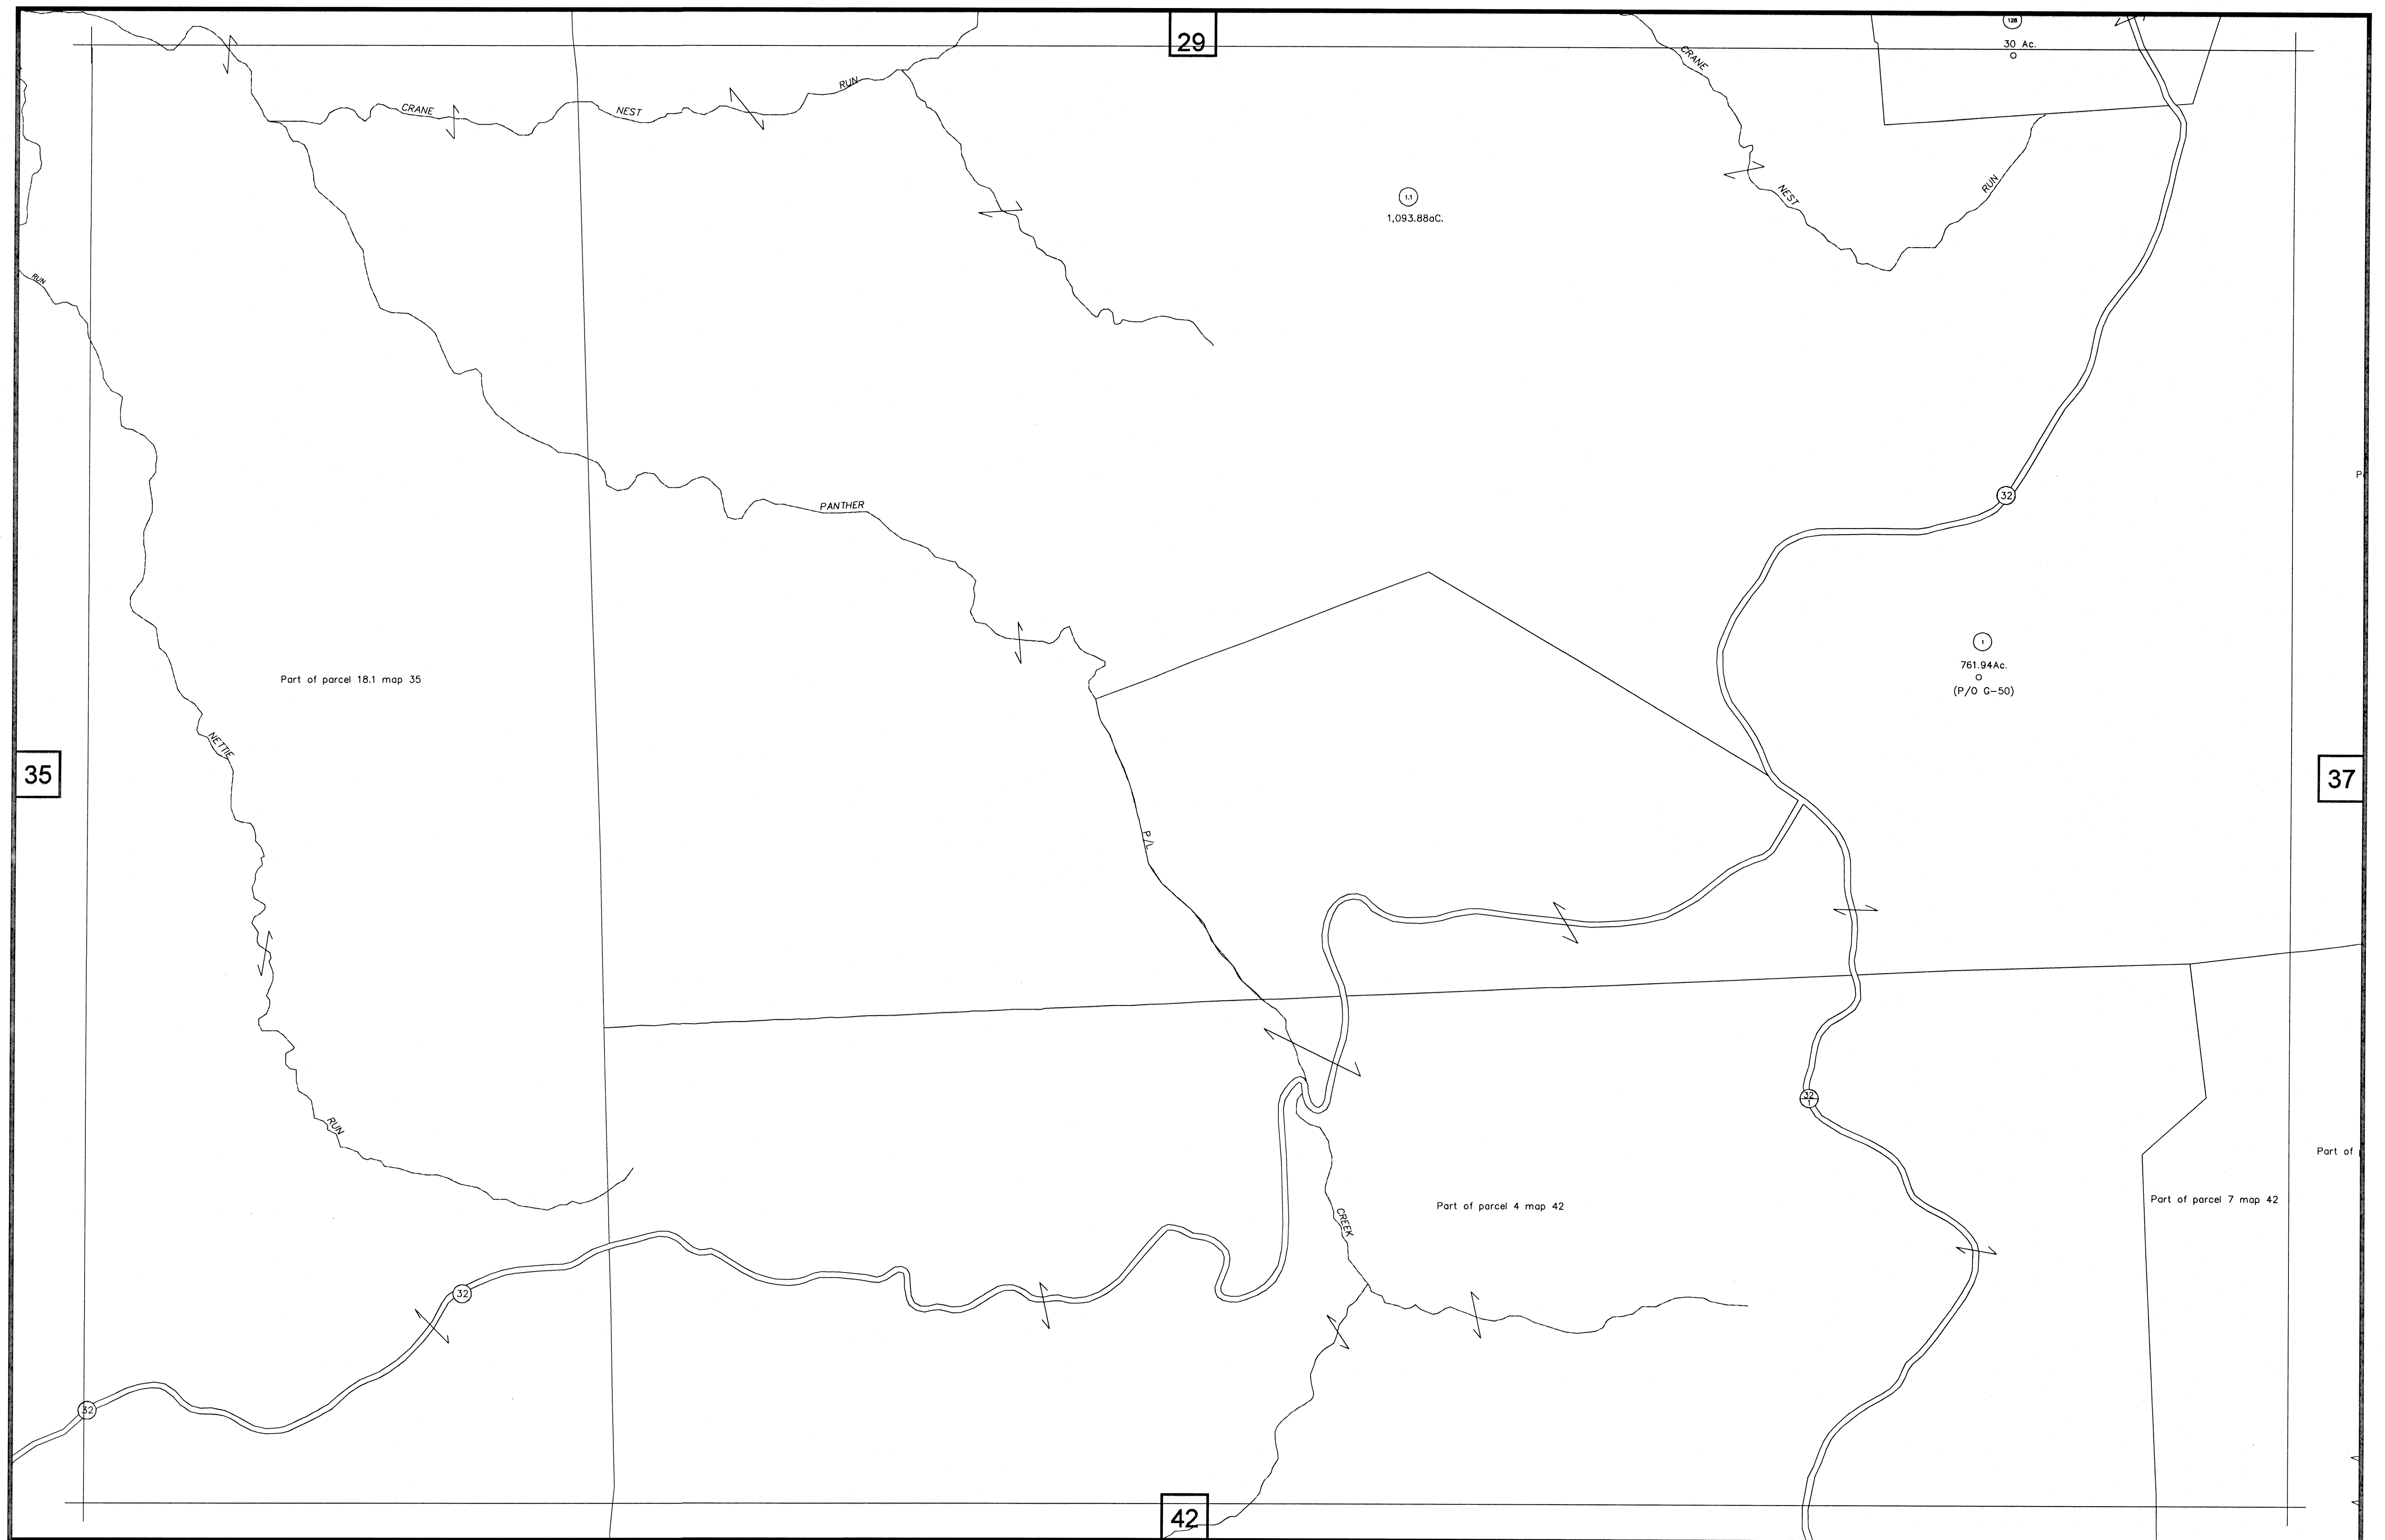 29
126
30 Ac.
CRANE
NEST
RUN
CRANE
NEST
RUN
1.1
1,093.88aC.
RUN
32
PANTHER
1
761.94Ac.
(P/O G-50)
Part of parcel 18.1 map 35
NETTIE
35
37
P/L
32
1
RUN
Part of
Part of parcel 7 map 42
Part of parcel 4 map 42
CREEK
32
32
42